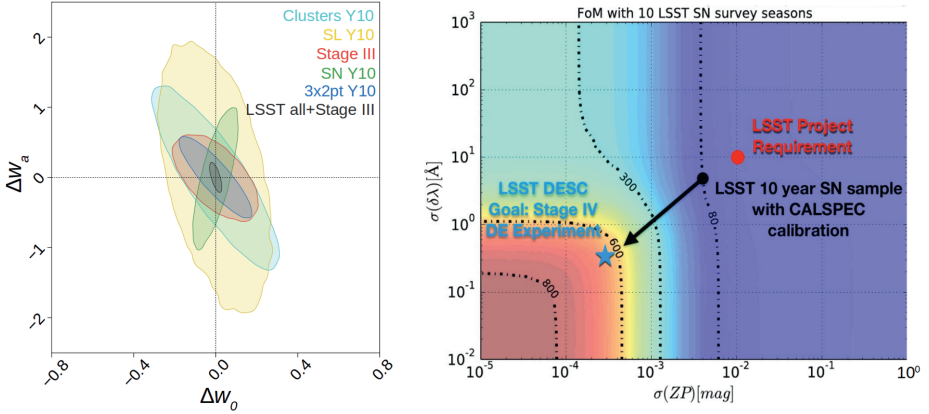 Clusters Y10
SL Y10
Stage III
SN Y10
3x2pt Y10
LSST all+Stage III
2
1
0
−1
−2
Δwa
−0.8
−0.4
0.0
0.4
0.8
Δw0
FoM with 10 LSST SN survey seasons
10^3
10^2
10^1
10^0
10^-1
10^-2
σ(δλ)[Å]
LSST Project
Requirement
LSST DESC
Goal: Stage IV
DE Experiment
LSST 10 year SN sample
with CALSPEC
calibration
300
80
600
800
10^-5
10^-4
10^-3
10^-2
10^-1
10^0
σ(ZP)[mag]